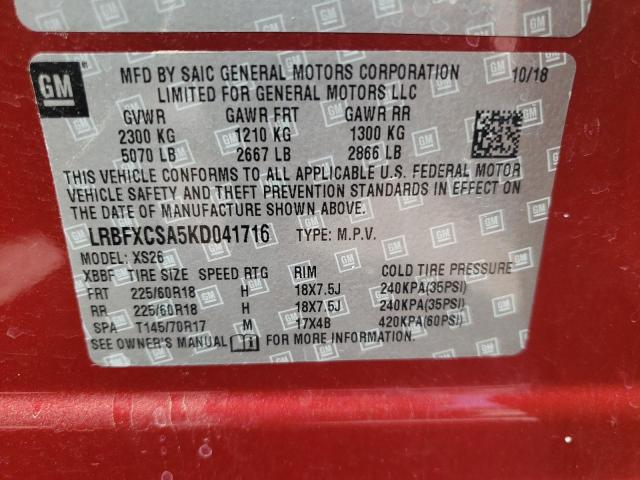 GM
MFD BY SAIC GENERAL MOTORS CORPORATION 10/18
LIMITED FOR GENERAL MOTORS LLC
GVWR GAWR FRT GAWR RR
2300 KG 1210 KG 1300 KG
5070 LB 2667 LB 2866 LB
THIS VEHICLE CONFORMS TO ALL APPLICABLE U.S. FEDERAL MOTOR
VEHICLE SAFETY AND THEFT PREVENTION STANDARDS IN EFFECT
ON THE DATE OF MANUFACTURE SHOWN ABOVE.
LRBFXCSA5KD041716 TYPE: M.P.V.
MODEL: XS26
XBBF TIRE SIZE SPEED RTG RIM COLD TIRE PRESSURE
FRT 225/60R18 H 18X7.5J 240KPA(35PSI)
RR 225/60R18 H 18X7.5J 240KPA(35PSI)
SPA T145/70R17 M 17X4B 420KPA(60PSI)
SEE OWNER'S MANUAL FOR MORE INFORMATION